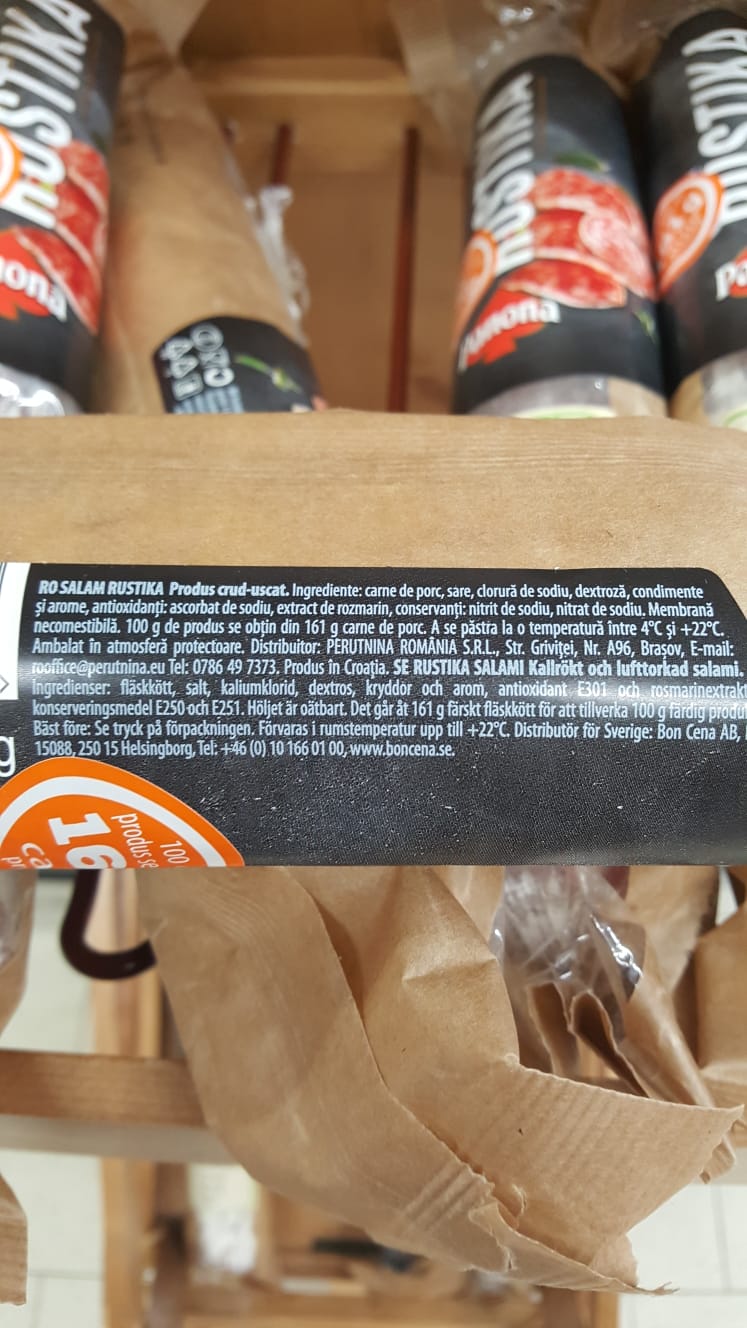 RUSTIKA
RUSTIKA
RUSTIKA
Pomona
RO SALAM RUSTIKA Produs crud-uscat. Ingrediente: carne de porc, sare, clorură de sodiu, dextroză, condimente
și arome, antioxidanți: ascorbat de sodiu, extract de rozmarin, conservanți: nitrit de sodiu, nitrat de sodiu. Membrană
necomestibilă. 100 g de produs se obțin din 161 g carne de porc. A se păstra la o temperatură între 4°C și +22°C.
Ambalat în atmosferă protectoare. Distribuitor: PERUTNINA ROMÂNIA S.R.L., Str. Griviței, Nr. A96, Brașov, E-mail:
rooffice@perutnina.eu Tel: 0786 49 7373. Produs în Croația. SE RUSTIKA SALAMI Kallrökt och lufttorkad salami.
Ingredienser: fläskkött, salt, kaliumklorid, dextros, kryddor och arom, antioxidant E301 och rosmarinextrakt
konserveringsmedel E250 och E251. Höljet är oätbart. Det går åt 161 g färskt fläskkött för att tillverka 100 g färdig
Bäst före: Se tryck på förpackningen. Förvaras i rumstemperatur upp till +22°C. Distributör för Sverige: Bon Cena AB,
15088, 250 15 Helsingborg, Tel: +46 (0) 10 166 01 00, www.boncena.se.
g
100
produs se
16